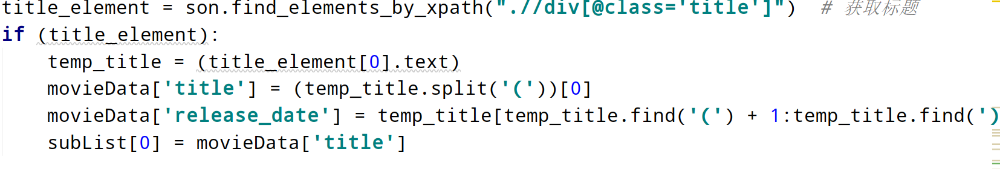 title_element = son.find_elements_by_xpath(".//div[@class='title']")  # 获取标题
if (title_element):
    temp_title = (title_element[0].text)
    movieData['title'] = (temp_title.split('('))[0]
    movieData['release_date'] = temp_title[temp_title.find('(') + 1:temp_title.find(')
    subList[0] = movieData['title']